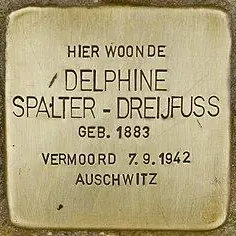 HIER WOONDE
DELPHINE
SPALTER - DREIJFUSS
GEB. 1883
VERMOORD 7.9.1942
AUSCHWITZ